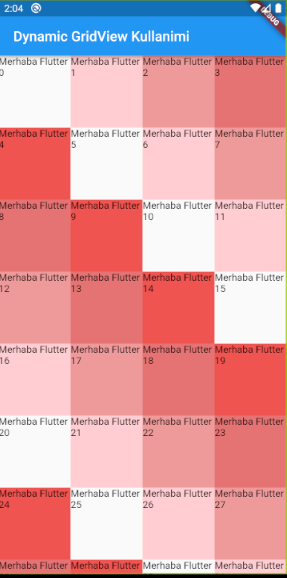 2:04
DEBUG
Dynamic GridView Kullanimi
Merhaba Flutter 0
Merhaba Flutter 1
Merhaba Flutter 2
Merhaba Flutter 3
Merhaba Flutter 4
Merhaba Flutter 5
Merhaba Flutter 6
Merhaba Flutter 7
Merhaba Flutter 8
Merhaba Flutter 9
Merhaba Flutter 10
Merhaba Flutter 11
Merhaba Flutter 12
Merhaba Flutter 13
Merhaba Flutter 14
Merhaba Flutter 15
Merhaba Flutter 16
Merhaba Flutter 17
Merhaba Flutter 18
Merhaba Flutter 19
Merhaba Flutter 20
Merhaba Flutter 21
Merhaba Flutter 22
Merhaba Flutter 23
Merhaba Flutter 24
Merhaba Flutter 25
Merhaba Flutter 26
Merhaba Flutter 27
Merhaba Flutter
Merhaba Flutter
Merhaba Flutter
Merhaba Flutter